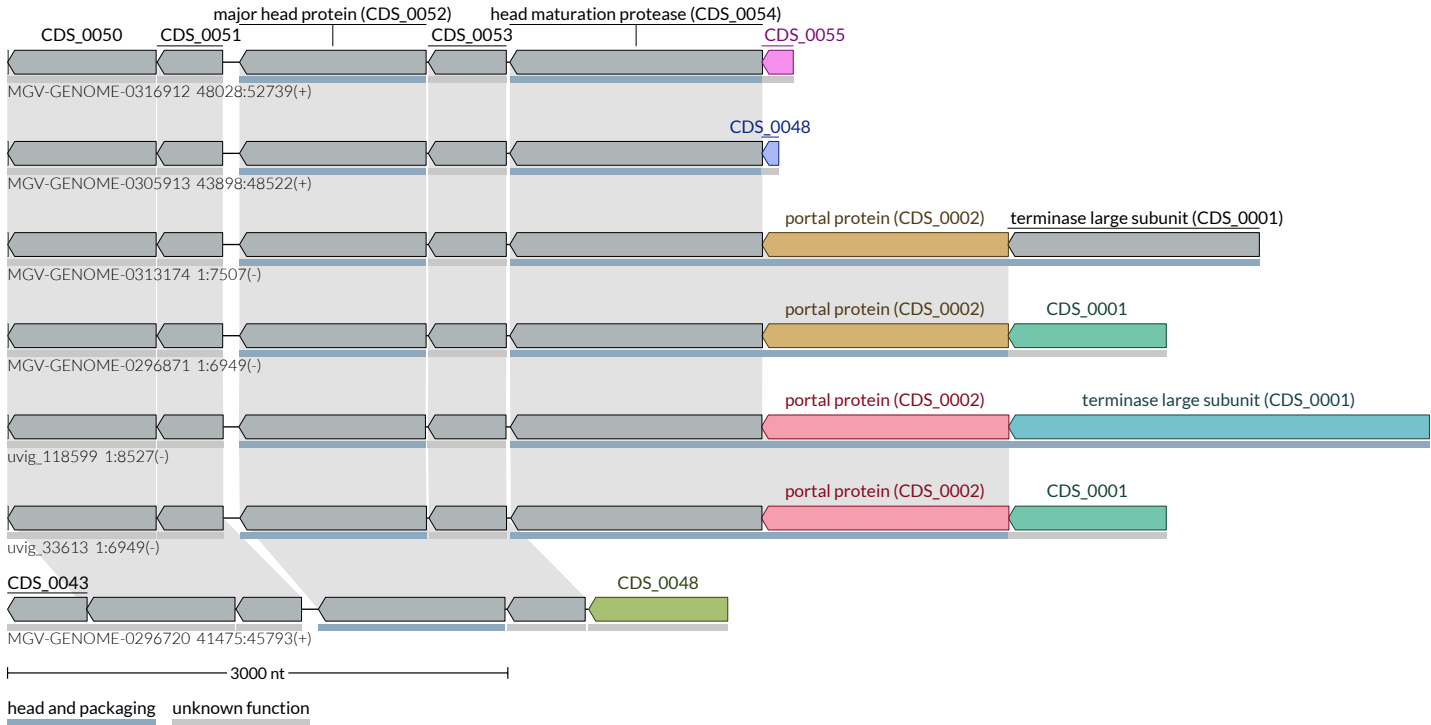 major head protein (CDS_0052) head maturation protease (CDS_0054)
CDS_0050 CDS_0051 CDS_0053 CDS_0055
MGV-GENOME-0316912 48028:52739(+)
CDS_0048
MGV-GENOME-0305913 43898:48522(+)
portal protein (CDS_0002) terminase large subunit (CDS_0001)
MGV-GENOME-0313174 1:7507(-)
portal protein (CDS_0002) CDS_0001
MGV-GENOME-0296871 1:6949(-)
portal protein (CDS_0002) terminase large subunit (CDS_0001)
uvig_118599 1:8527(-)
portal protein (CDS_0002) CDS_0001
uvig_33613 1:6949(-)
CDS_0043 CDS_0048
MGV-GENOME-0296720 41475:45793(+)
3000 nt
head and packaging unknown function